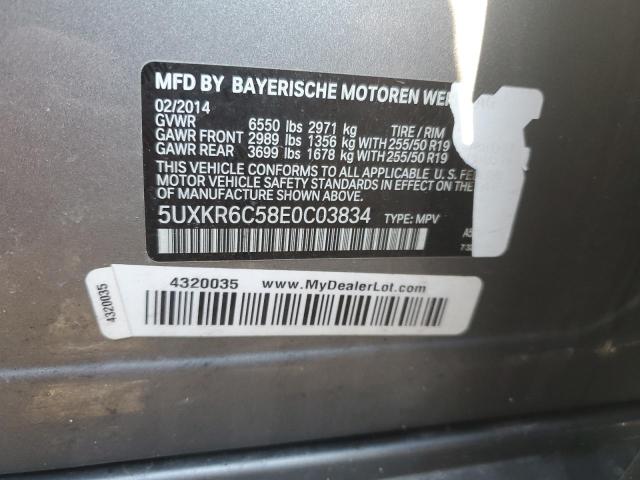 MFD BY BAYERISCHE MOTOREN WER
02/2014
GVWR 6550 lbs 2971 kg TIRE / RIM
GAWR FRONT 2989 lbs 1356 kg WITH 255/50 R19
GAWR REAR 3699 lbs 1678 kg WITH 255/50 R19
THIS VEHICLE CONFORMS TO ALL APPLICABLE U.S. FE
MOTOR VEHICLE SAFETY STANDARDS IN EFFECT ON
OF MANUFACTURE SHOWN ABOVE.
5UXKR6C58E0C03834 TYPE: MPV
4320035 www.MyDealerLot.com
4320035